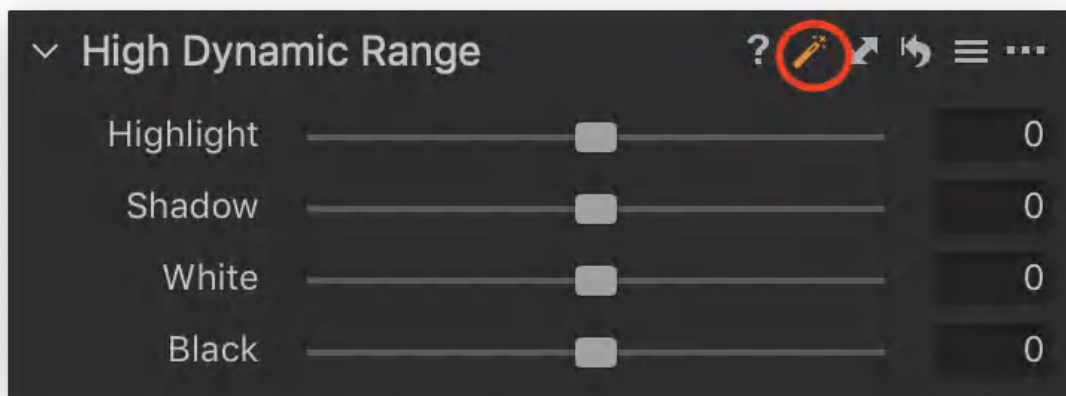 High Dynamic Range ? ...
Highlight 0
Shadow 0
White 0
Black 0